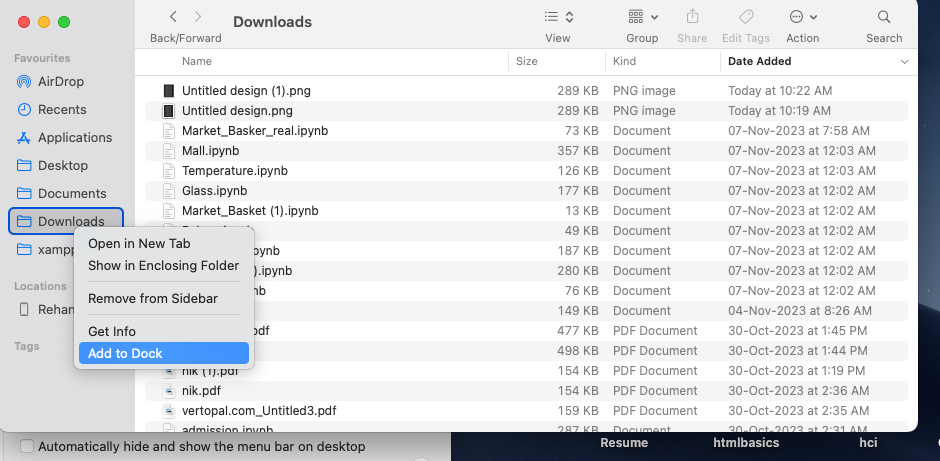 Downloads
Back/Forward
View
Group
Share
Edit Tags
Action
Search
Favourites
AirDrop
Recents
Applications
Desktop
Documents
Downloads
xampp
Locations
Rehan
Tags
Name Size Kind Date Added
Untitled design (1).png 289 KB PNG image Today at 10:22 AM
Untitled design.png 289 KB PNG image Today at 10:19 AM
Market_Basker_real.ipynb 73 KB Document 07-Nov-2023 at 7:58 AM
Mall.ipynb 357 KB Document 07-Nov-2023 at 12:03 AM
Temperature.ipynb 126 KB Document 07-Nov-2023 at 12:03 AM
Glass.ipynb 177 KB Document 07-Nov-2023 at 12:02 AM
Market_Basket (1).ipynb 13 KB Document 07-Nov-2023 at 12:02 AM
49 KB Document 07-Nov-2023 at 12:02 AM
ynb 187 KB Document 07-Nov-2023 at 12:02 AM
).ipynb 280 KB Document 07-Nov-2023 at 12:02 AM
nb 76 KB Document 07-Nov-2023 at 12:02 AM
149 KB Document 04-Nov-2023 at 8:26 AM
odf 477 KB PDF Document 30-Oct-2023 at 1:45 PM
498 KB PDF Document 30-Oct-2023 at 1:44 PM
nik (1).pdf 154 KB PDF Document 30-Oct-2023 at 1:19 PM
nik.pdf 154 KB PDF Document 30-Oct-2023 at 2:36 AM
vertopal.com_Untitled3.pdf 159 KB PDF Document 30-Oct-2023 at 2:35 AM
admission.ipynb 287 KB Document 30-Oct-2023 at 2:31 AM
Open in New Tab
Show in Enclosing Folder
Remove from Sidebar
Get Info
Add to Dock
Automatically hide and show the menu bar on desktop
Resume htmlbasics hci